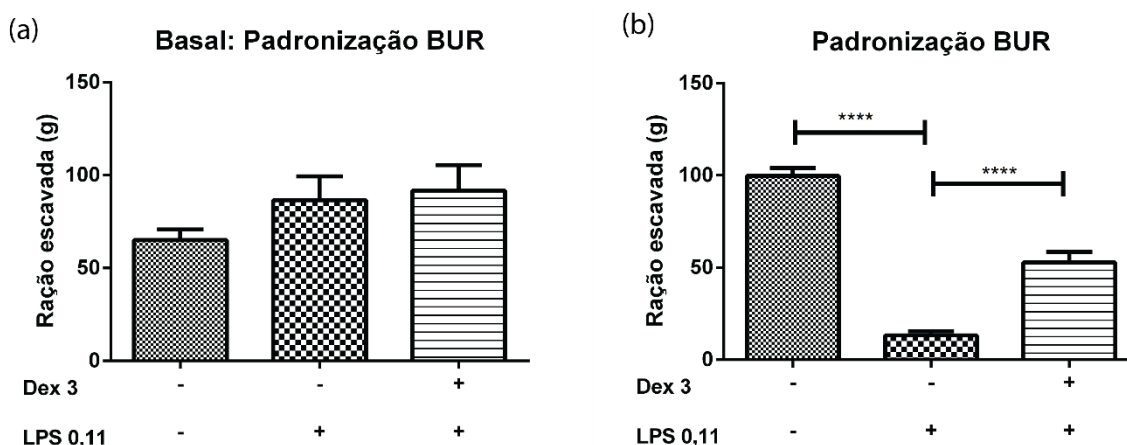 (a)
Basal: Padronização BUR
Ração escavada (g)
150
100
50
0
Dex 3 - - +
LPS 0.11 - + +
(b)
Padronização BUR
Ração escavada (g)
150
100
50
0
****
****
Dex 3 - - +
LPS 0,11 - + +